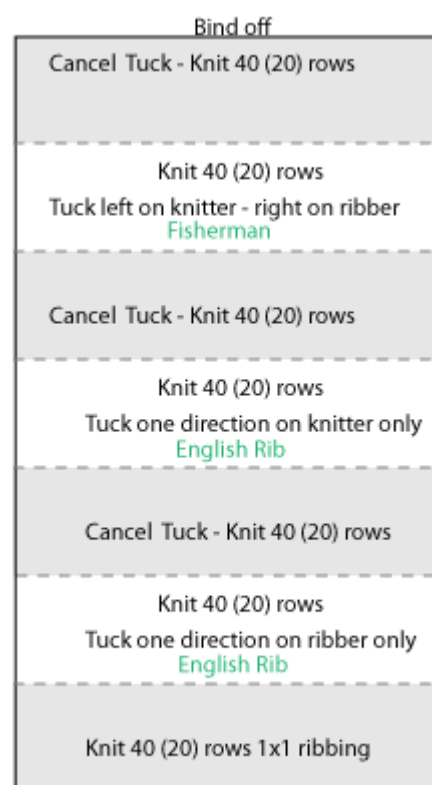 Bind off
Cancel Tuck - Knit 40 (20) rows
Knit 40 (20) rows
Tuck left on knitter - right on ribber
Fisherman
Cancel Tuck - Knit 40 (20) rows
Knit 40 (20) rows
Tuck one direction on knitter only
English Rib
Cancel Tuck - Knit 40 (20) rows
Knit 40 (20) rows
Tuck one direction on ribber only
English Rib
Knit 40 (20) rows 1x1 ribbing